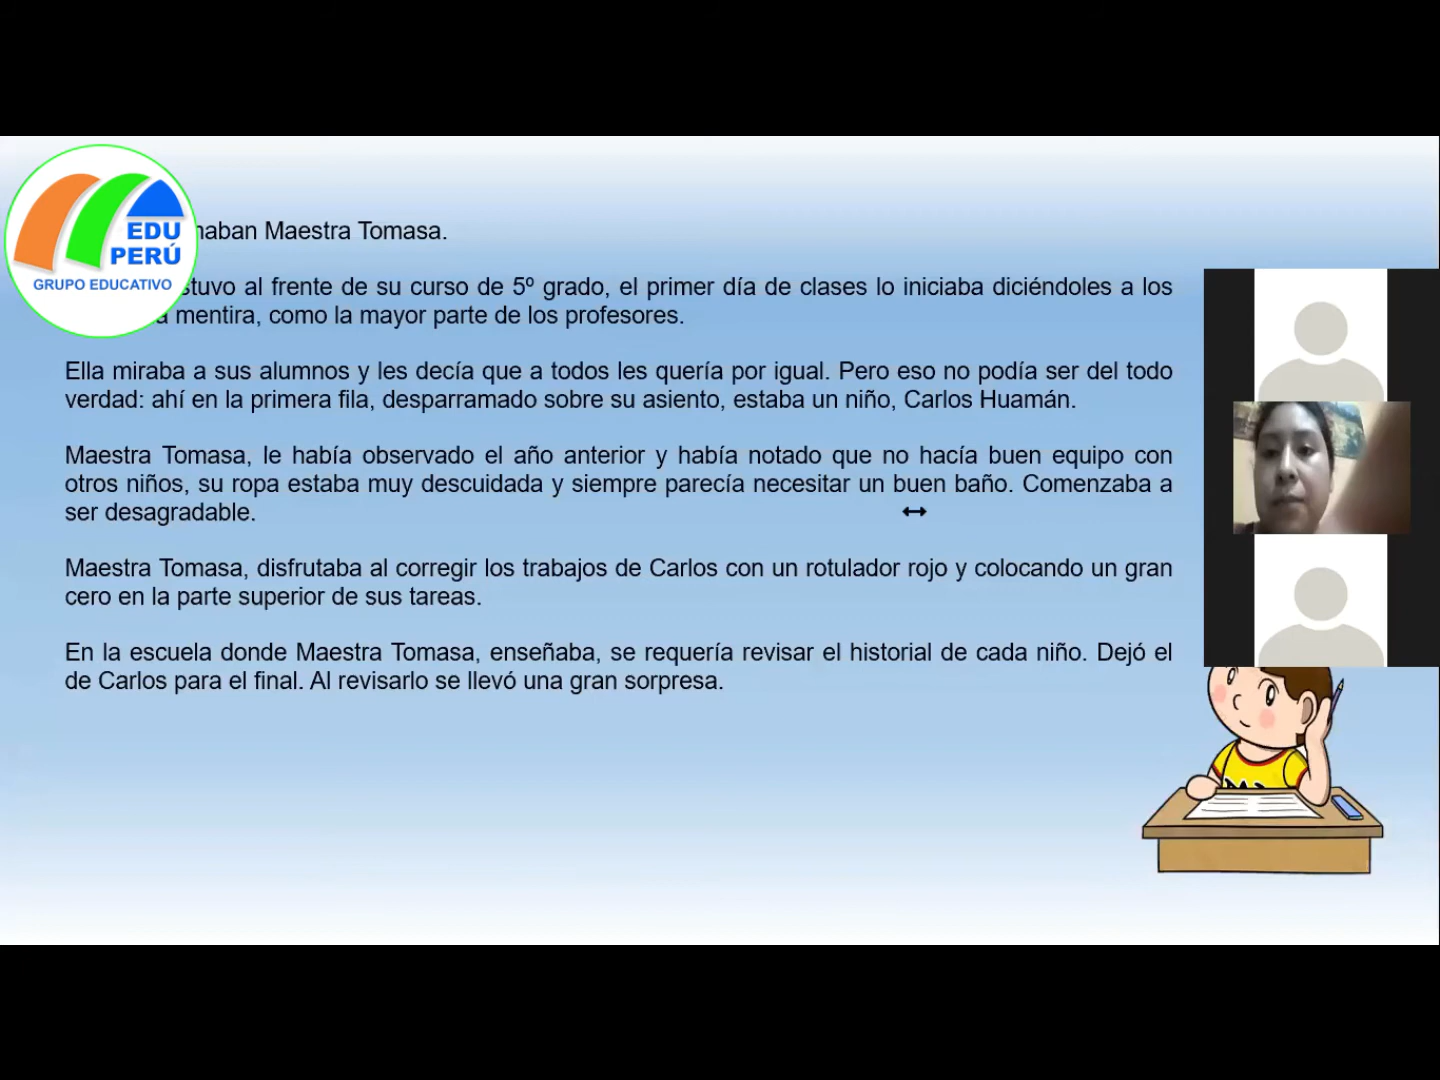 EDU
PERÚ
GRUPO EDUCATIVO
Maestra Tomasa.
al frente de su curso de 5º grado, el primer día de clases lo iniciaba diciéndoles a los
mentira, como la mayor parte de los profesores.
Ella miraba a sus alumnos y les decía que a todos les quería por igual. Pero eso no podía ser del todo
verdad: ahí en la primera fila, desparramado sobre su asiento, estaba un niño, Carlos Huamán.
Maestra Tomasa, le había observado el año anterior y había notado que no hacía buen equipo con
otros niños, su ropa estaba muy descuidada y siempre parecía necesitar un buen baño. Comenzaba a
ser desagradable.
Maestra Tomasa, disfrutaba al corregir los trabajos de Carlos con un rotulador rojo y colocando un gran
cero en la parte superior de sus tareas.
En la escuela donde Maestra Tomasa, enseñaba, se requería revisar el historial de cada niño. Dejó el
de Carlos para el final. Al revisarlo se llevó una gran sorpresa.